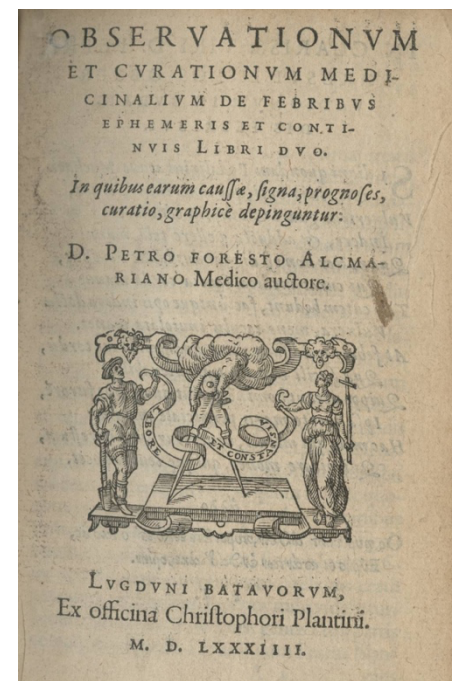 OBSERVATIONVM
ET CVRATIONVM MEDI-
CINALIVM DE FEBRIBVS
EPHEMERIS ET CONTI-
NVIS LIBRI DVO.
In quibus earum cauſſæ, ſigna, prognoſes,
curatio, graphicè depinguntur:
D. PETRO FORESTO ALCMA-
RIANO Medico auctore.
LABORE
ET CONSTANTIA
LVGDVNI BATAVORVM,
Ex officina Chriſtophori Plantini.
M. D. LXXXIIII.